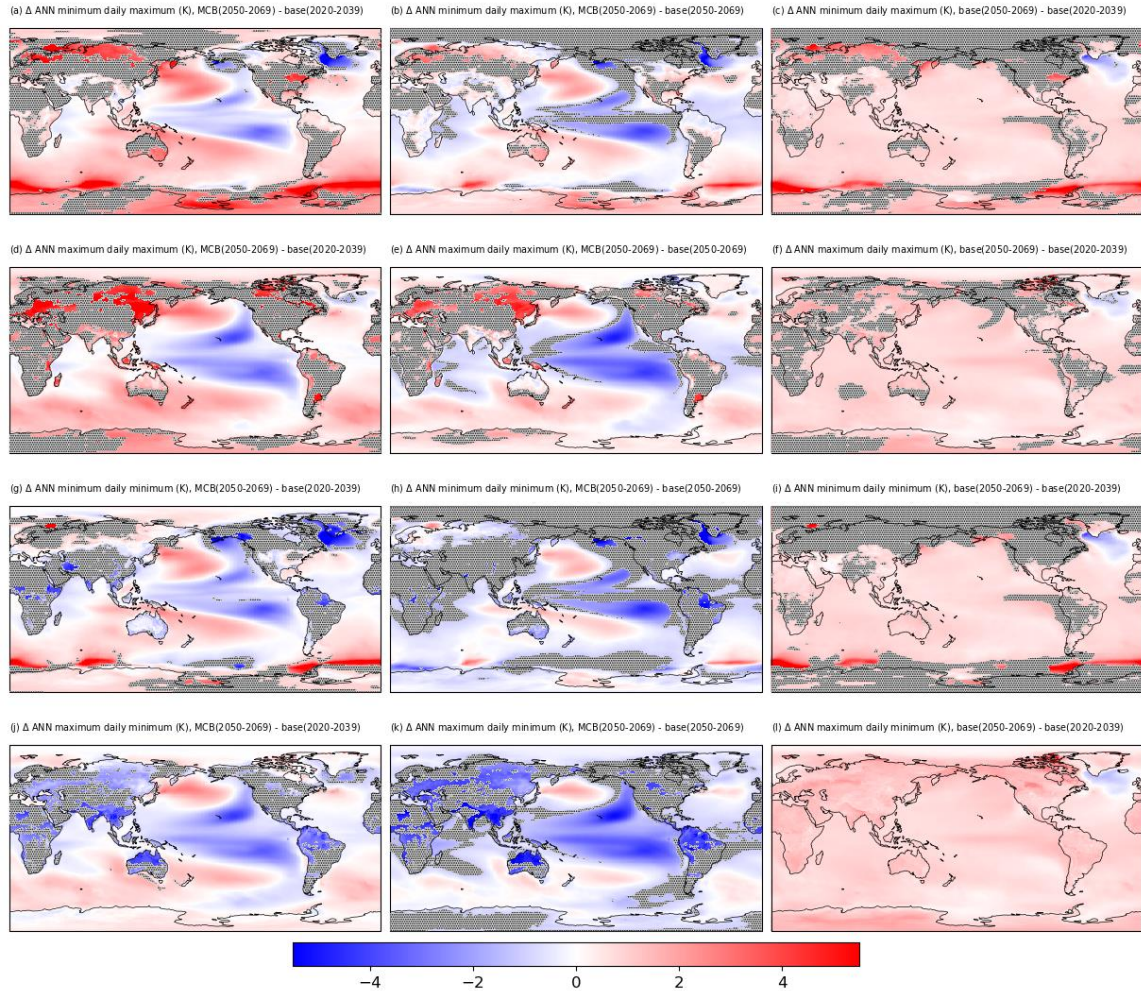 (a) Δ ANN minimum daily maximum (K), MCB(2050-2069) - base(2020-2039)
(b) Δ ANN minimum daily maximum (K), MCB(2050-2069) - base(2050-2069)
(c) Δ ANN minimum daily maximum (K), base(2050-2069) - base(2020-2039)
(d) Δ ANN maximum daily maximum (K), MCB(2050-2069) - base(2020-2039)
(e) Δ ANN maximum daily maximum (K), MCB(2050-2069) - base(2050-2069)
(f) Δ ANN maximum daily maximum (K), base(2050-2069) - base(2020-2039)
(g) Δ ANN minimum daily minimum (K), MCB(2050-2069) - base(2020-2039)
(h) Δ ANN minimum daily minimum (K), MCB(2050-2069) - base(2050-2069)
(i) Δ ANN minimum daily minimum (K), base(2050-2069) - base(2020-2039)
(j) Δ ANN maximum daily minimum (K), MCB(2050-2069) - base(2020-2039)
(k) Δ ANN maximum daily minimum (K), MCB(2050-2069) - base(2050-2069)
(l) Δ ANN maximum daily minimum (K), base(2050-2069) - base(2020-2039)
−4 −2 0 2 4